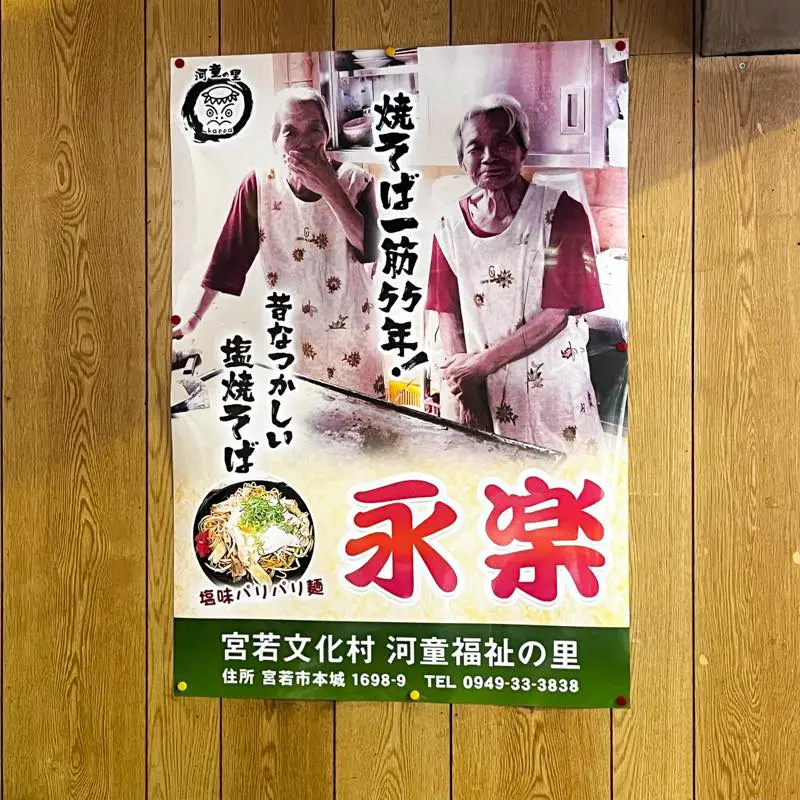 河童の里
kappa
焼そば一筋55年!
昔なつかしい
塩焼そば
塩味パリパリ麺
永楽
宮若文化村 河童福祉の里
住所 宮若市本城 1698-9 TEL 0949-33-3838